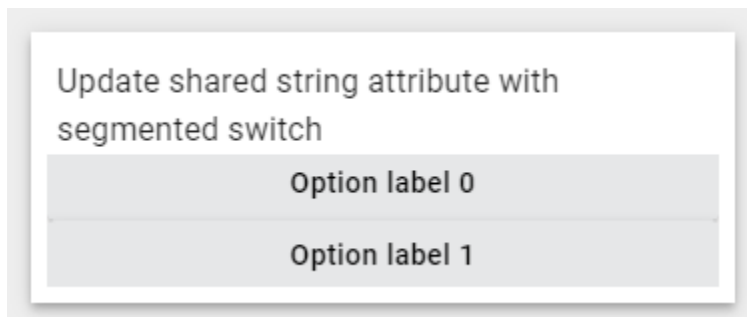 Update shared string attribute with
segmented switch
Option label 0
Option label 1